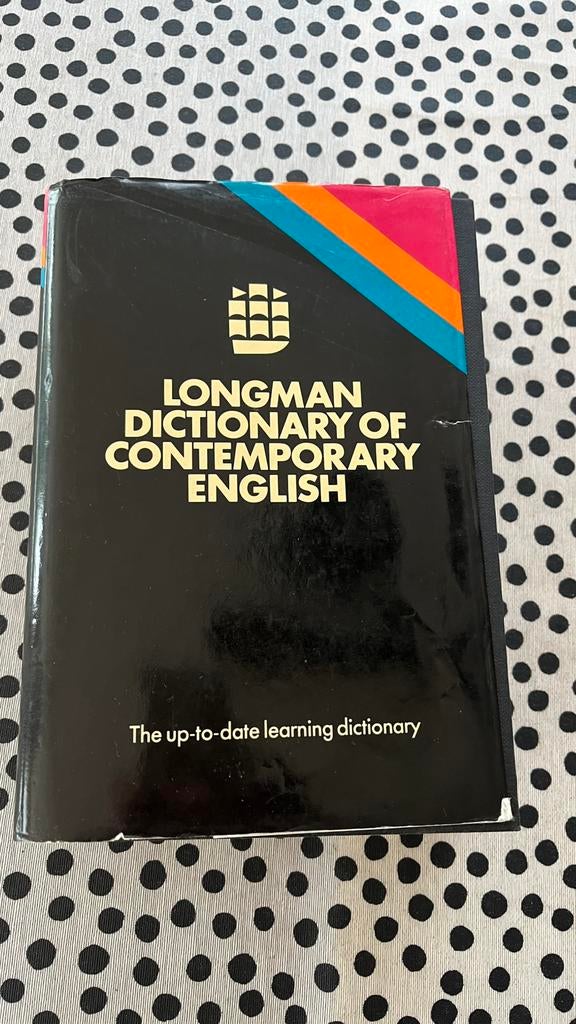 LONGMAN
DICTIONARY OF
CONTEMPORARY
ENGLISH
The up-to-date learning dictionary